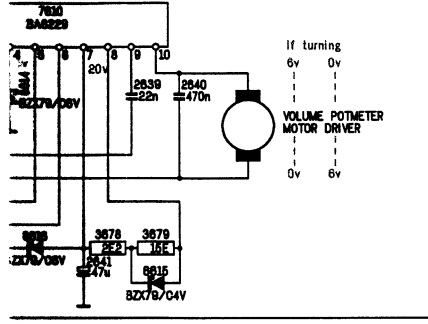 7610
BA6229
4 5 6 7 8 9 10
20v
If turning
6v 0v
2639
22n
2640
470n
BZX79/C6V
VOLUME POTMETER
MOTOR DRIVER
0v 6v
3678
2E2
3679
15E
2641
47u
6615
BZX79/C4V